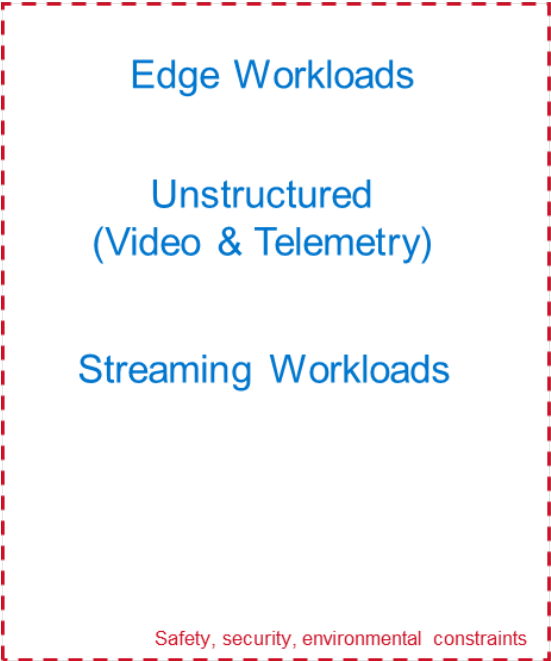 Edge Workloads
Unstructured
(Video & Telemetry)
Streaming Workloads
Safety, security, environmental constraints